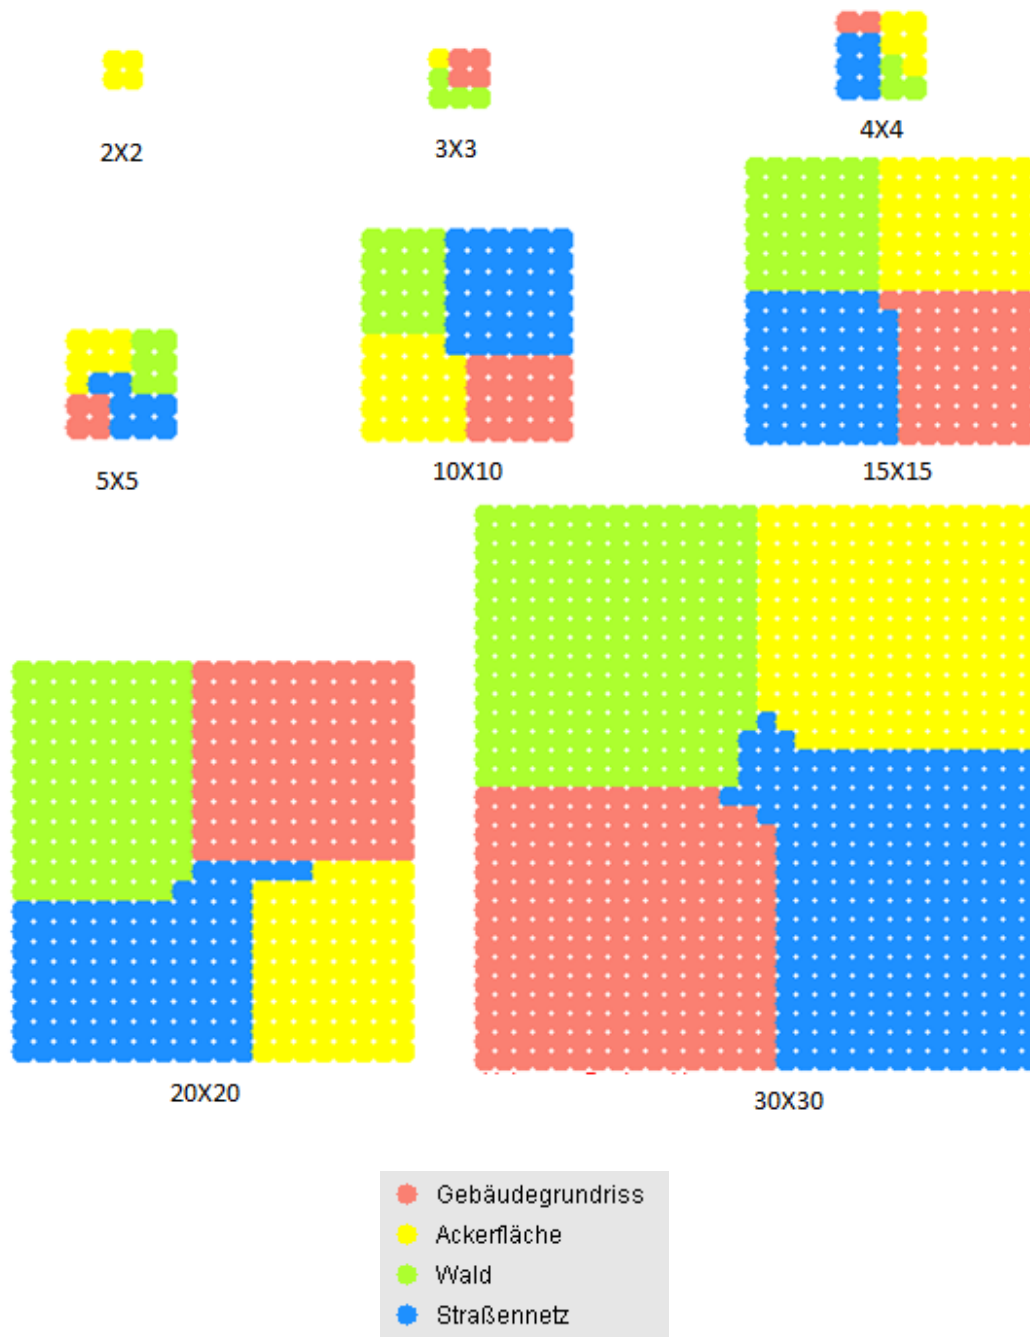 2X2
3X3
4X4
5X5
10X10
15X15
20X20
30X30
Gebäudegrundriss
Ackerfläche
Wald
Straßennetz